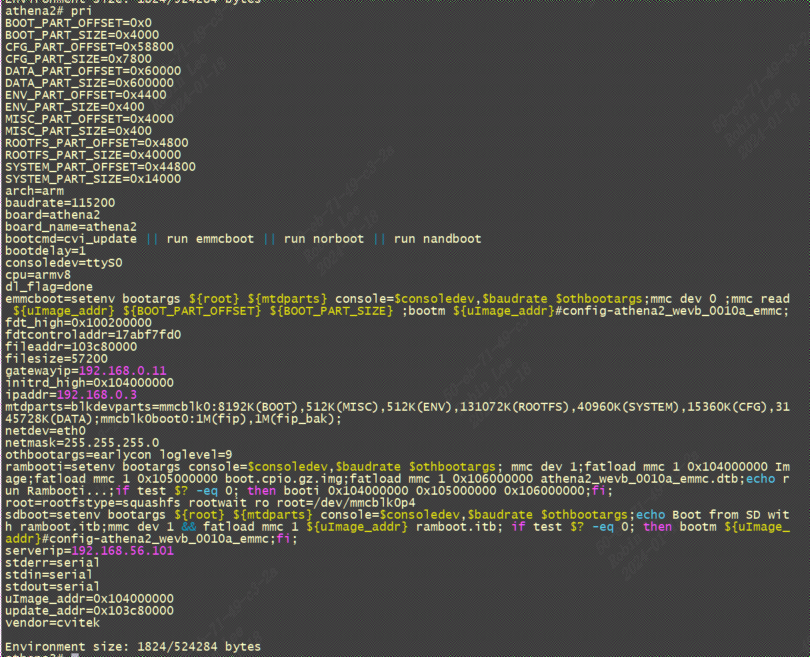 Environment size: 1824/524284 bytes
athena2# pri
BOOT_PART_OFFSET=0x0
BOOT_PART_SIZE=0x4000
CFG_PART_OFFSET=0x58800
CFG_PART_SIZE=0x7800
DATA_PART_OFFSET=0x60000
DATA_PART_SIZE=0x600000
ENV_PART_OFFSET=0x4400
ENV_PART_SIZE=0x400
MISC_PART_OFFSET=0x4000
MISC_PART_SIZE=0x400
ROOTFS_PART_OFFSET=0x4800
ROOTFS_PART_SIZE=0x40000
SYSTEM_PART_OFFSET=0x44800
SYSTEM_PART_SIZE=0x14000
arch=arm
baudrate=115200
board=athena2
board_name=athena2
bootcmd=cvi_update || run emmcboot || run norboot || run nandboot
bootdelay=1
consoledev=ttyS0
cpu=armv8
dl_flag=done
emmcboot=setenv bootargs ${root} ${mtdparts} console=$consoledev,$baudrate $othbootargs;mmc dev 0 ;mmc read
${uImage_addr} ${BOOT_PART_OFFSET} ${BOOT_PART_SIZE} ;bootm ${uImage_addr}#config-athena2_wevb_0010a_emmc;
fdt_high=0x100200000
fdtcontroladdr=17abf7fd0
fileaddr=103c80000
filesize=57200
gatewayip=192.168.0.11
initrd_high=0x104000000
ipaddr=192.168.0.3
mtdparts=blkdevparts=mmcblk0:8192K(BOOT),512K(MISC),512K(ENV),131072K(ROOTFS),40960K(SYSTEM),15360K(CFG),31
45728K(DATA);mmcblk0boot0:1M(fip),1M(fip_bak);
netdev=eth0
netmask=255.255.255.0
othbootargs=earlycon loglevel=9
rambooti=setenv bootargs console=$consoledev,$baudrate $othbootargs; mmc dev 1;fatload mmc 1 0x104000000 Im
age;fatload mmc 1 0x105000000 boot.cpio.gz.img;fatload mmc 1 0x106000000 athena2_wevb_0010a_emmc.dtb;echo r
un Rambooti...;if test $? -eq 0; then booti 0x104000000 0x105000000 0x106000000;fi;
root=rootfstype=squashfs rootwait ro root=/dev/mmcblk0p4
sdboot=setenv bootargs ${root} ${mtdparts} console=$consoledev,$baudrate $othbootargs;echo Boot from SD wit
h ramboot.itb;mmc dev 1 && fatload mmc 1 ${uImage_addr} ramboot.itb; if test $? -eq 0; then bootm ${uImage_
addr}#config-athena2_wevb_0010a_emmc;fi;
serverip=192.168.56.101
stderr=serial
stdin=serial
stdout=serial
uImage_addr=0x104000000
update_addr=0x103c80000
vendor=cvitek
Environment size: 1824/524284 bytes
athena2#